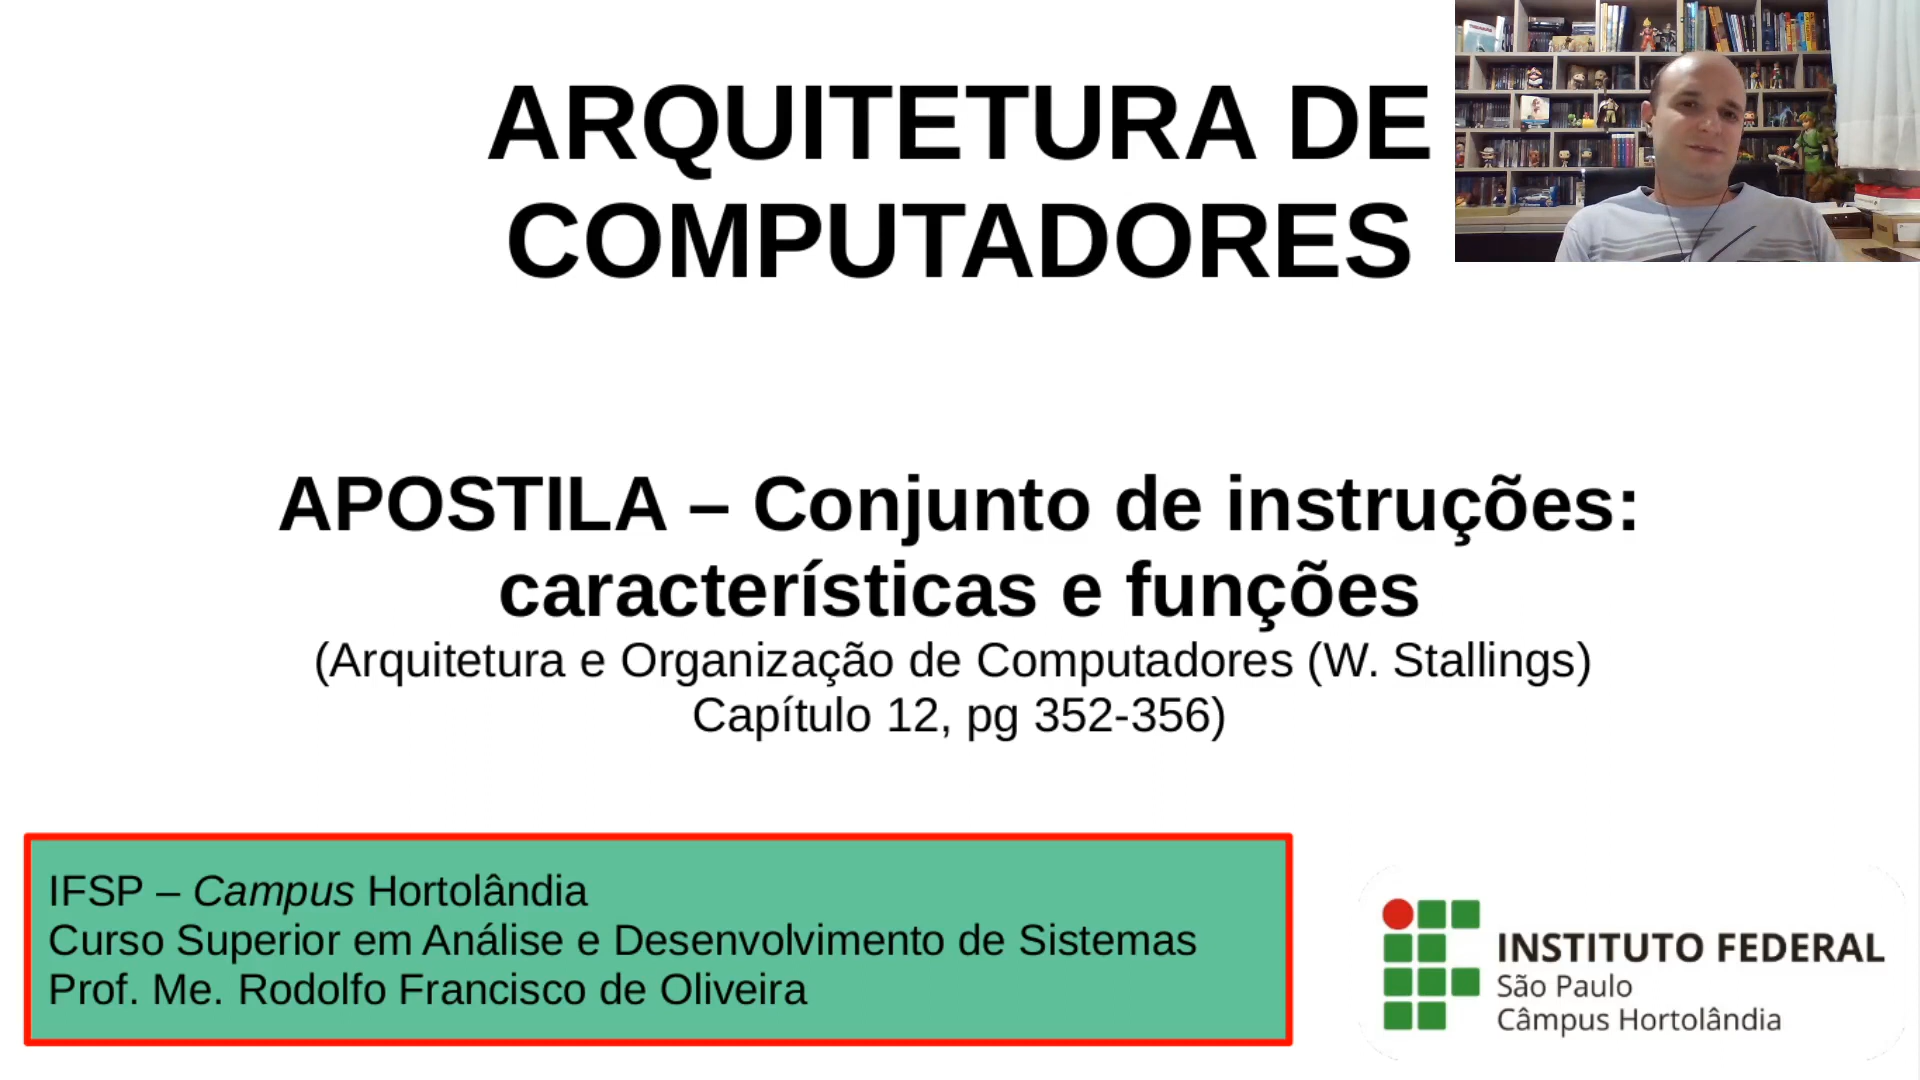 ARQUITETURA DE
COMPUTADORES
APOSTILA – Conjunto de instruções:
características e funções
(Arquitetura e Organização de Computadores (W. Stallings)
Capítulo 12, pg 352-356)
IFSP – Campus Hortolândia
Curso Superior em Análise e Desenvolvimento de Sistemas
Prof. Me. Rodolfo Francisco de Oliveira
INSTITUTO FEDERAL
São Paulo
Câmpus Hortolândia